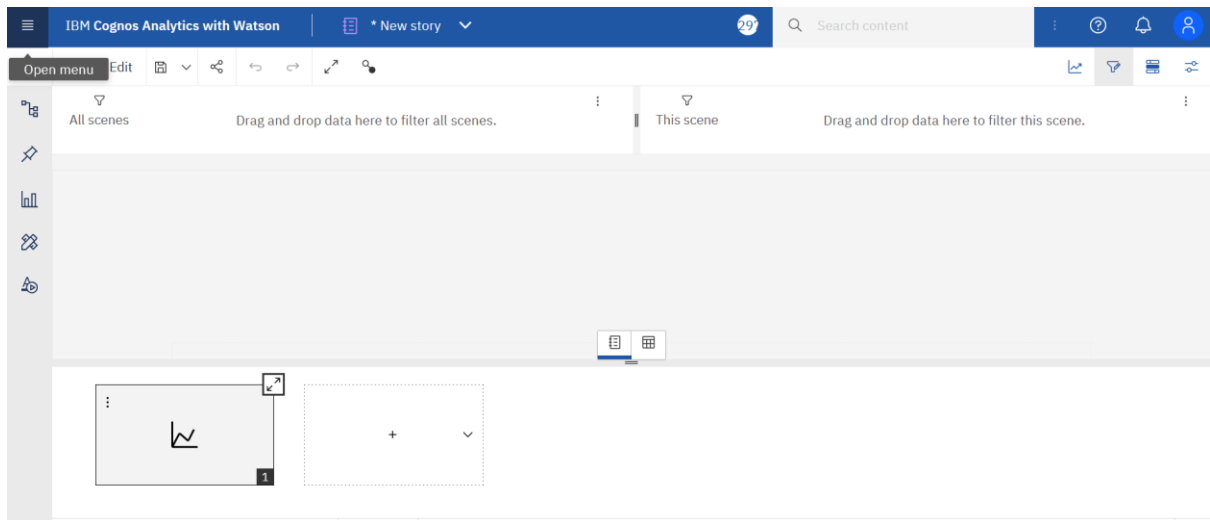 IBM Cognos Analytics with Watson
* New story
29
Search content
Open menu
Edit
All scenes
Drag and drop data here to filter all scenes.
This scene
Drag and drop data here to filter this scene.
1